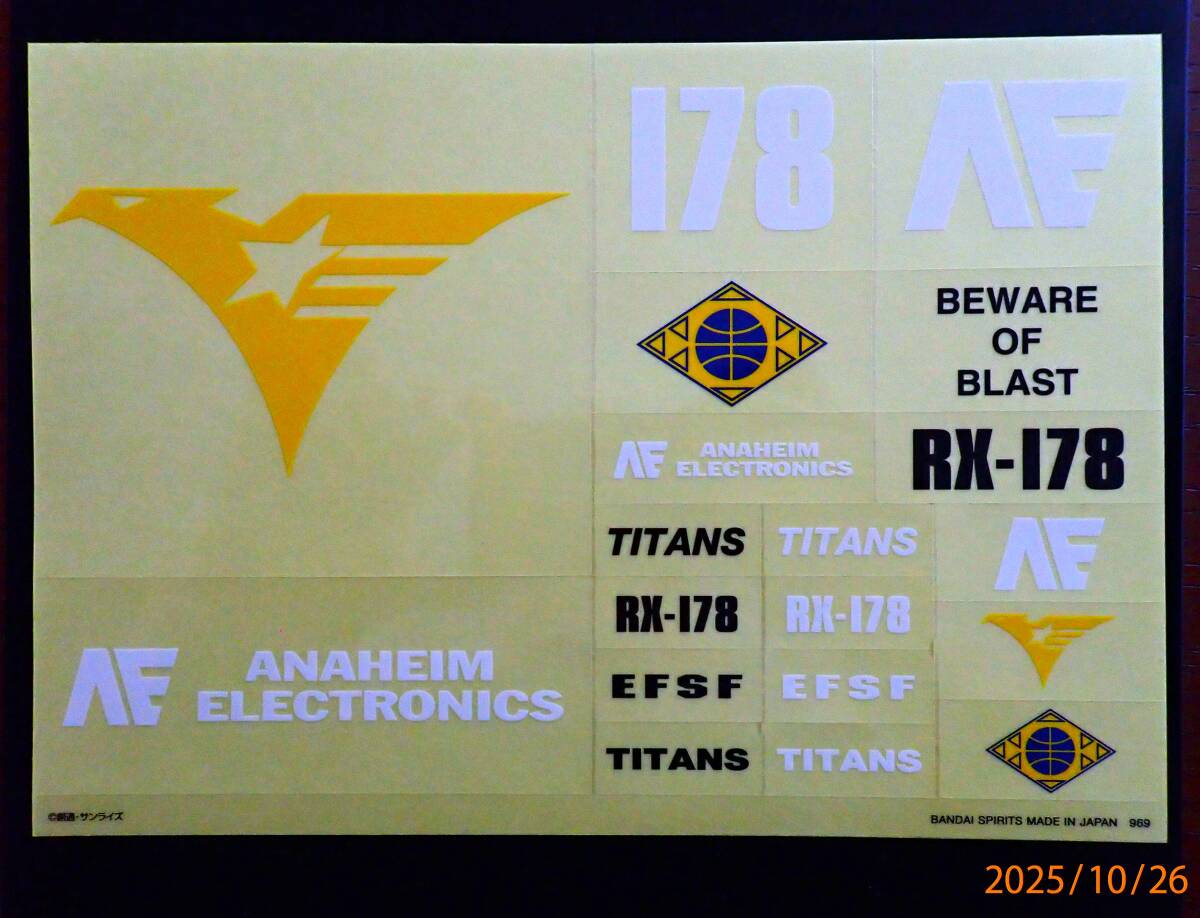 178
AE
BEWARE
OF
BLAST
AE ANAHEIM
ELECTRONICS
RX-178
TITANS
TITANS
AE
RX-178
RX-178
EFSF
EFSF
AE ANAHEIM
ELECTRONICS
TITANS
TITANS
©創通・サンライズ
BANDAI SPIRITS MADE IN JAPAN 969
2025/10/26